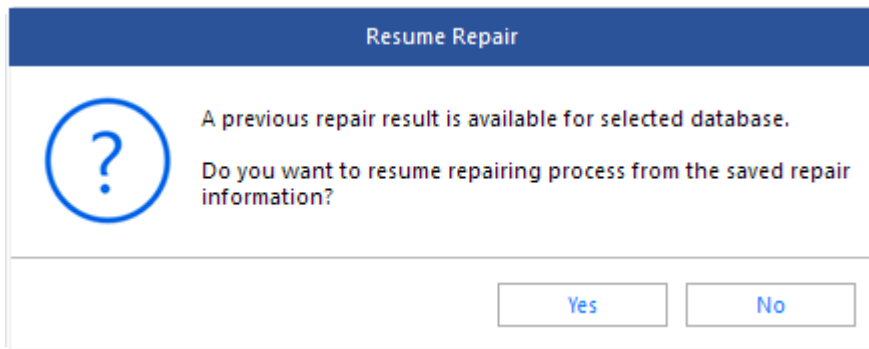 Resume Repair
?
A previous repair result is available for selected database.
Do you want to resume repairing process from the saved repair
information?
Yes
No